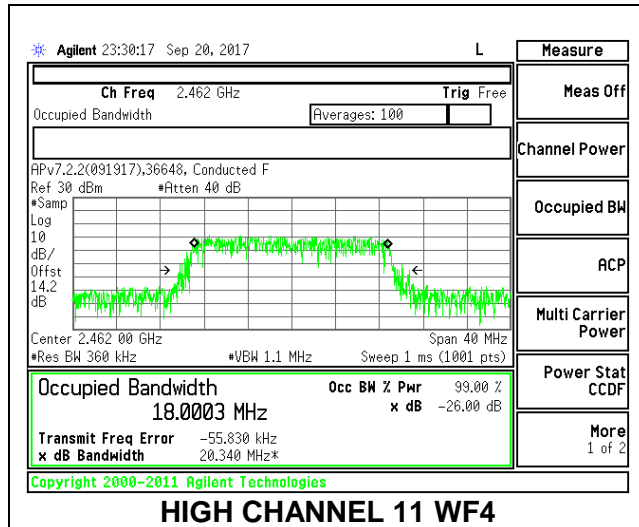 Agilent 23:30:17 Sep 20, 2017 L
Measure
Ch Freq 2.462 GHz Trig Free
Occupied Bandwidth Averages: 100
Meas Off
Channel Power
APv7.2.2(091917),36648, Conducted F
Ref 30 dBm #Atten 40 dB
#Samp
Log
10
dB/
Offst
14.2
dB
Occupied BW
ACP
Center 2.462 00 GHz Span 40 MHz
#Res BW 360 kHz #VBW 1.1 MHz Sweep 1 ms (1001 pts)
Multi Carrier
Power
Occupied Bandwidth Occ BW % Pwr 99.00 %
18.0003 MHz x dB -26.00 dB
Transmit Freq Error -55.830 kHz
x dB Bandwidth 20.340 MHz*
Power Stat
CCDF
More
1 of 2
Copyright 2000-2011 Agilent Technologies
HIGH CHANNEL 11 WF4